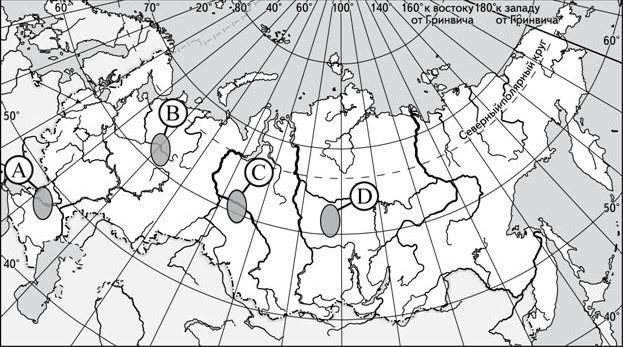 60° 70° 20° 80 40° 60° 100° 140° 160° к востоку 180° к западу
от Гринвича от Гринвича
60°
Северный полярный круг
B
50°
A
C
D
50°
40°
40°